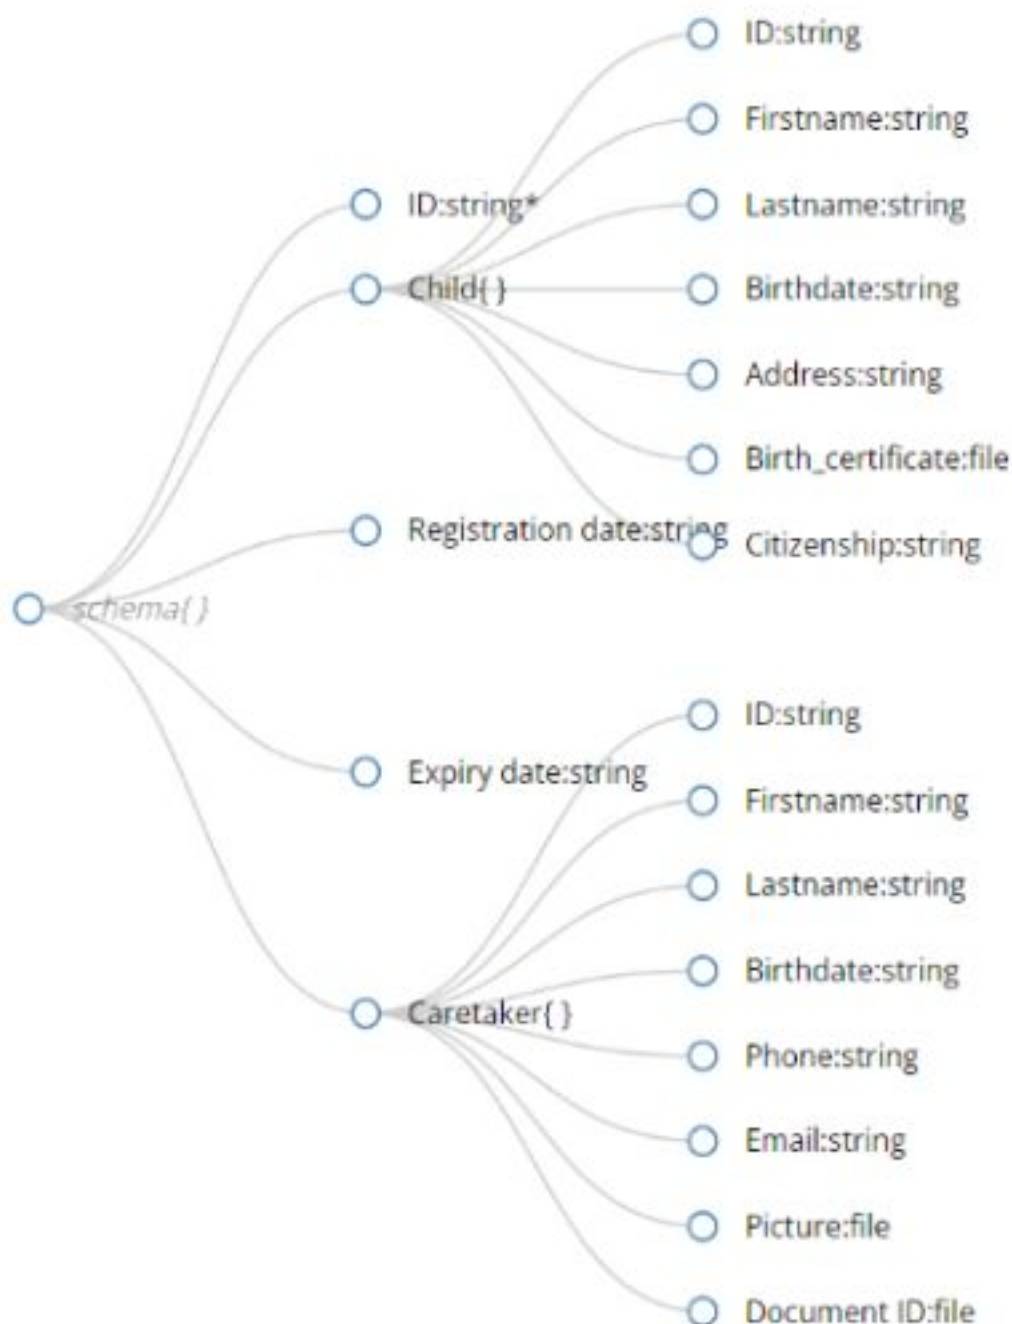 ID:string
Firstname:string
ID:string*
Lastname:string
Child{ }
Birthdate:string
Address:string
Birth_certificate:file
Registration date:string
Citizenship:string
schema{ }
ID:string
Expiry date:string
Firstname:string
Lastname:string
Birthdate:string
Caretaker{ }
Phone:string
Email:string
Picture:file
Document ID:file